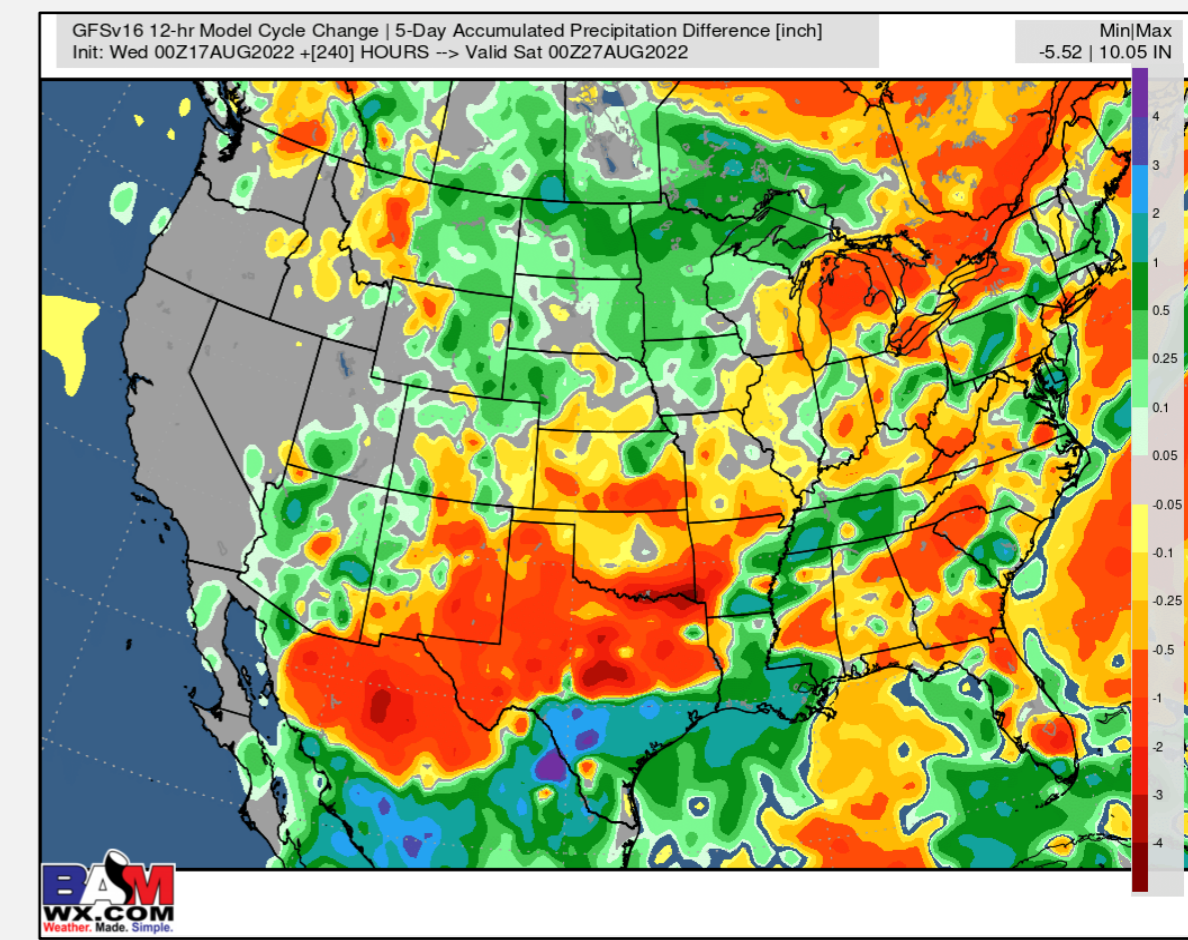 GFSv16 12-hr Model Cycle Change | 5-Day Accumulated Precipitation Difference [inch]
Init: Wed 00Z17AUG2022 +[240] HOURS --> Valid Sat 00Z27AUG2022
Min|Max
-5.52 | 10.05 IN
4
3
2
1
0.5
0.25
0.1
0.05
-0.05
-0.1
-0.25
-0.5
-1
-2
-3
-4
BAM
WX.COM
Weather. Made. Simple.